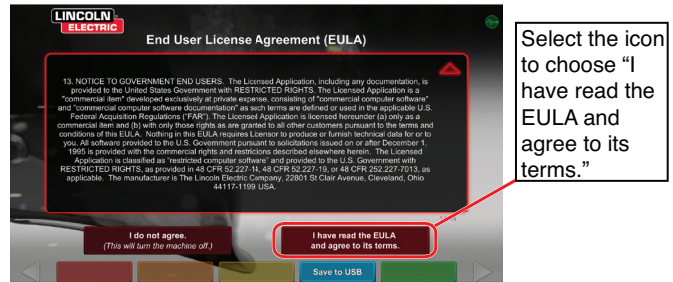 LINCOLN
ELECTRIC
End User License Agreement (EULA)
13. NOTICE TO GOVERNMENT END USERS. The Licensed Application, including any documentation, is
provided to the United States Government with RESTRICTED RIGHTS. The Licensed Application is a
"commercial item" developed exclusively at private expense, consisting of "commercial computer software"
and "commercial computer software documentation" as such terms are defined or used in the applicable U.S.
Federal Acquisition Regulations ("FAR"). The Licensed Application is licensed hereunder (a) only as a
commercial item and (b) with only those rights as are granted to all other customers pursuant to the terms and
conditions of this EULA. Nothing in this EULA requires Licensor to produce or furnish technical data for or to
you. All software provided to the U.S. Government pursuant to solicitations issued on or after December 1,
1995 is provided with the commercial rights and restricions described elsewhere herein. The Licensed
Application is classified as "restricted computer software" and provided to the U.S. Government with
RESTRICTED RIGHTS, as provided in 48 CFR 52.227-14, 48 CFR 52.227-19, or 48 CFR 252.227-7013, as
applicable. The manufacturer is The Lincoln Electric Company, 22801 St Clair Avenue, Cleveland, Ohio
44117-1199 USA.
I do not agree.
(This will turn the machine off.)
I have read the EULA
and agree to its terms.
Save to USB
Select the icon
to choose “I
have read the
EULA and
agree to its
terms.”